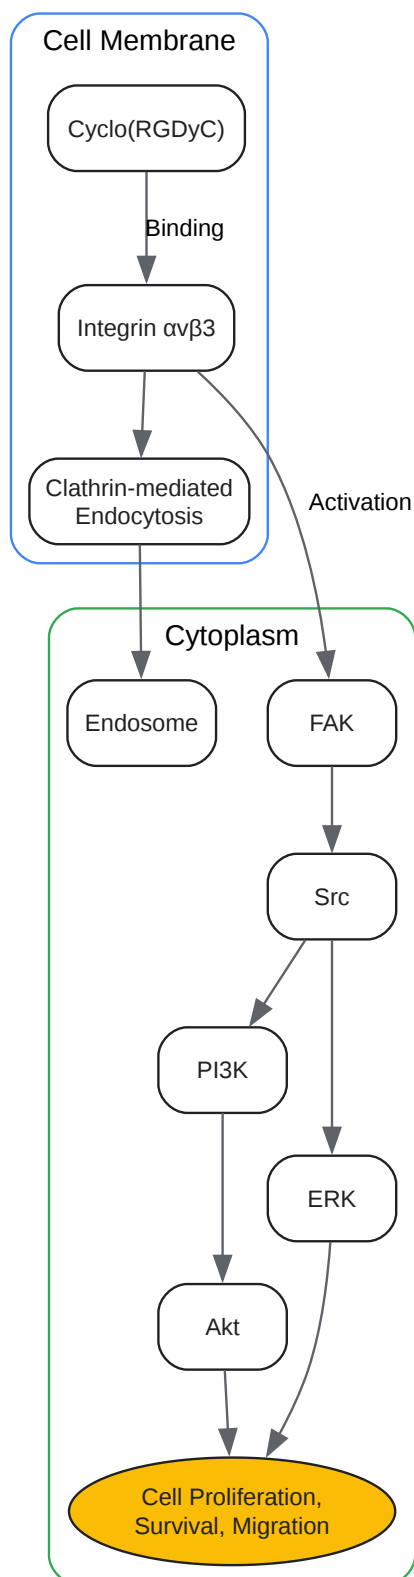 Cell Membrane
Cyclo(RGDyC)
Binding
Integrin αvβ3
Clathrin-mediated
Endocytosis
Activation
Cytoplasm
Endosome
FAK
Src
PI3K
ERK
Akt
Cell Proliferation,
Survival, Migration